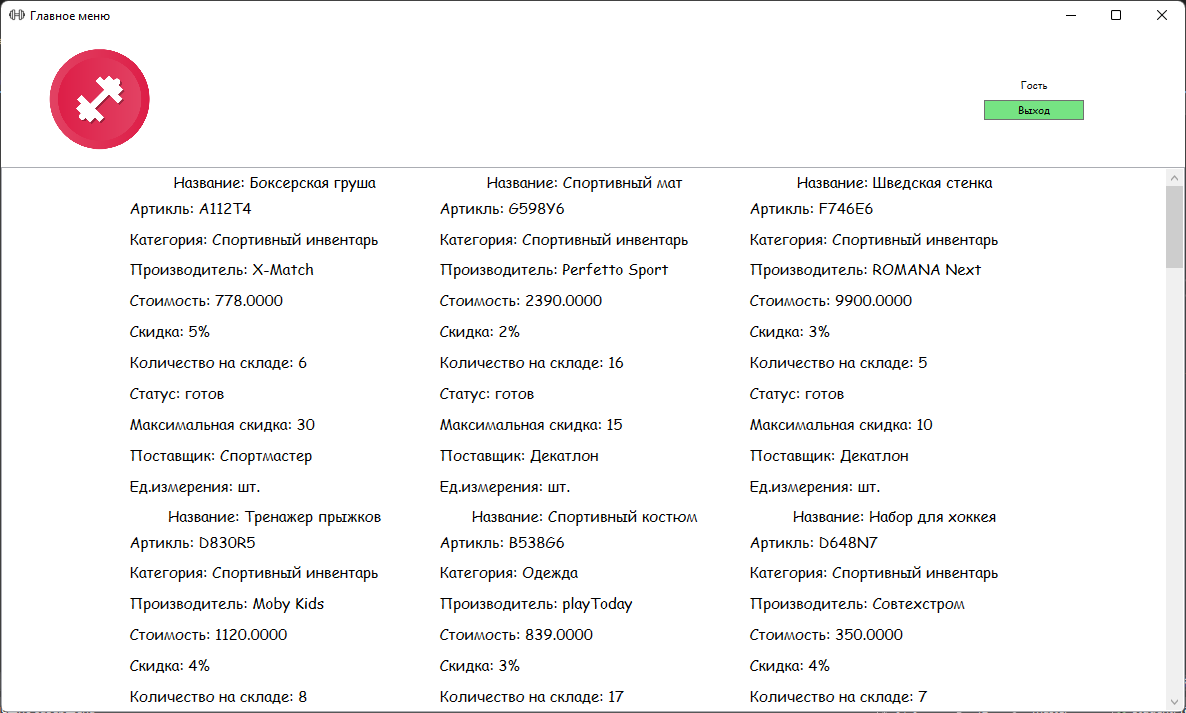 Главное меню
Гость
Выход
Название: Боксерская груша
Артикль: A112T4
Категория: Спортивный инвентарь
Производитель: X-Match
Стоимость: 778.0000
Скидка: 5%
Количество на складе: 6
Статус: готов
Максимальная скидка: 30
Поставщик: Спортмастер
Ед.измерения: шт.
Название: Спортивный мат
Артикль: G598Y6
Категория: Спортивный инвентарь
Производитель: Perfetto Sport
Стоимость: 2390.0000
Скидка: 2%
Количество на складе: 16
Статус: готов
Максимальная скидка: 15
Поставщик: Декатлон
Ед.измерения: шт.
Название: Шведская стенка
Артикль: F746E6
Категория: Спортивный инвентарь
Производитель: ROMANA Next
Стоимость: 9900.0000
Скидка: 3%
Количество на складе: 5
Статус: готов
Максимальная скидка: 10
Поставщик: Декатлон
Ед.измерения: шт.
Название: Тренажер прыжков
Артикль: D830R5
Категория: Спортивный инвентарь
Производитель: Moby Kids
Стоимость: 1120.0000
Скидка: 4%
Количество на складе: 8
Название: Спортивный костюм
Артикль: B538G6
Категория: Одежда
Производитель: playToday
Стоимость: 839.0000
Скидка: 3%
Количество на складе: 17
Название: Набор для хоккея
Артикль: D648N7
Категория: Спортивный инвентарь
Производитель: Совтехстром
Стоимость: 350.0000
Скидка: 4%
Количество на складе: 7